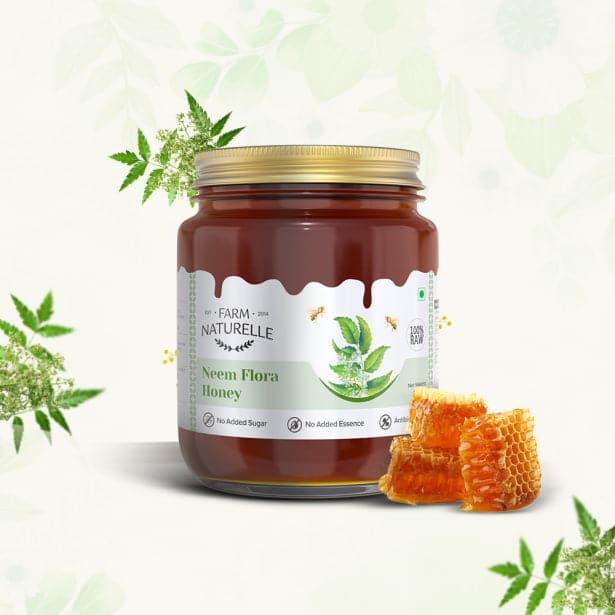 EST • FARM • 2014
NATURELLE
Neem Flora
Honey
100%
RAW
No Added Sugar
No Added Essence